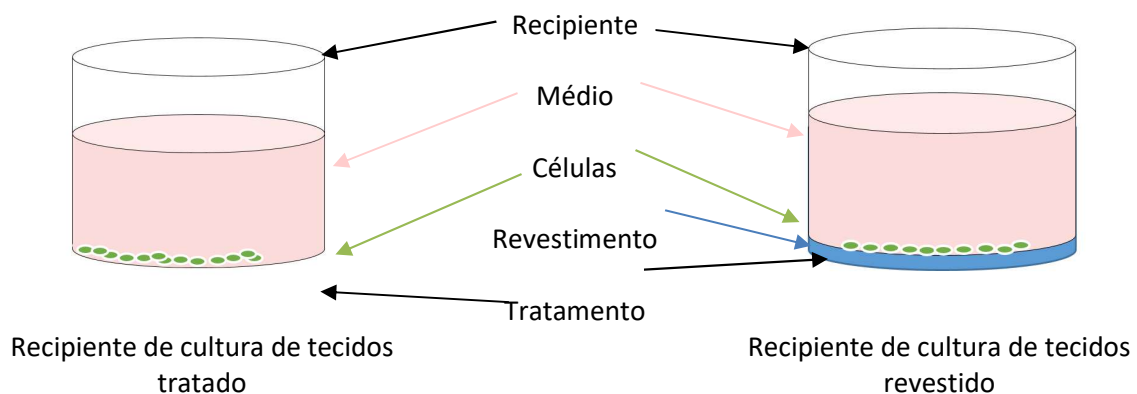 Recipiente
Médio
Células
Revestimento
Tratamento
Recipiente de cultura de tecidos
tratado
Recipiente de cultura de tecidos
revestido